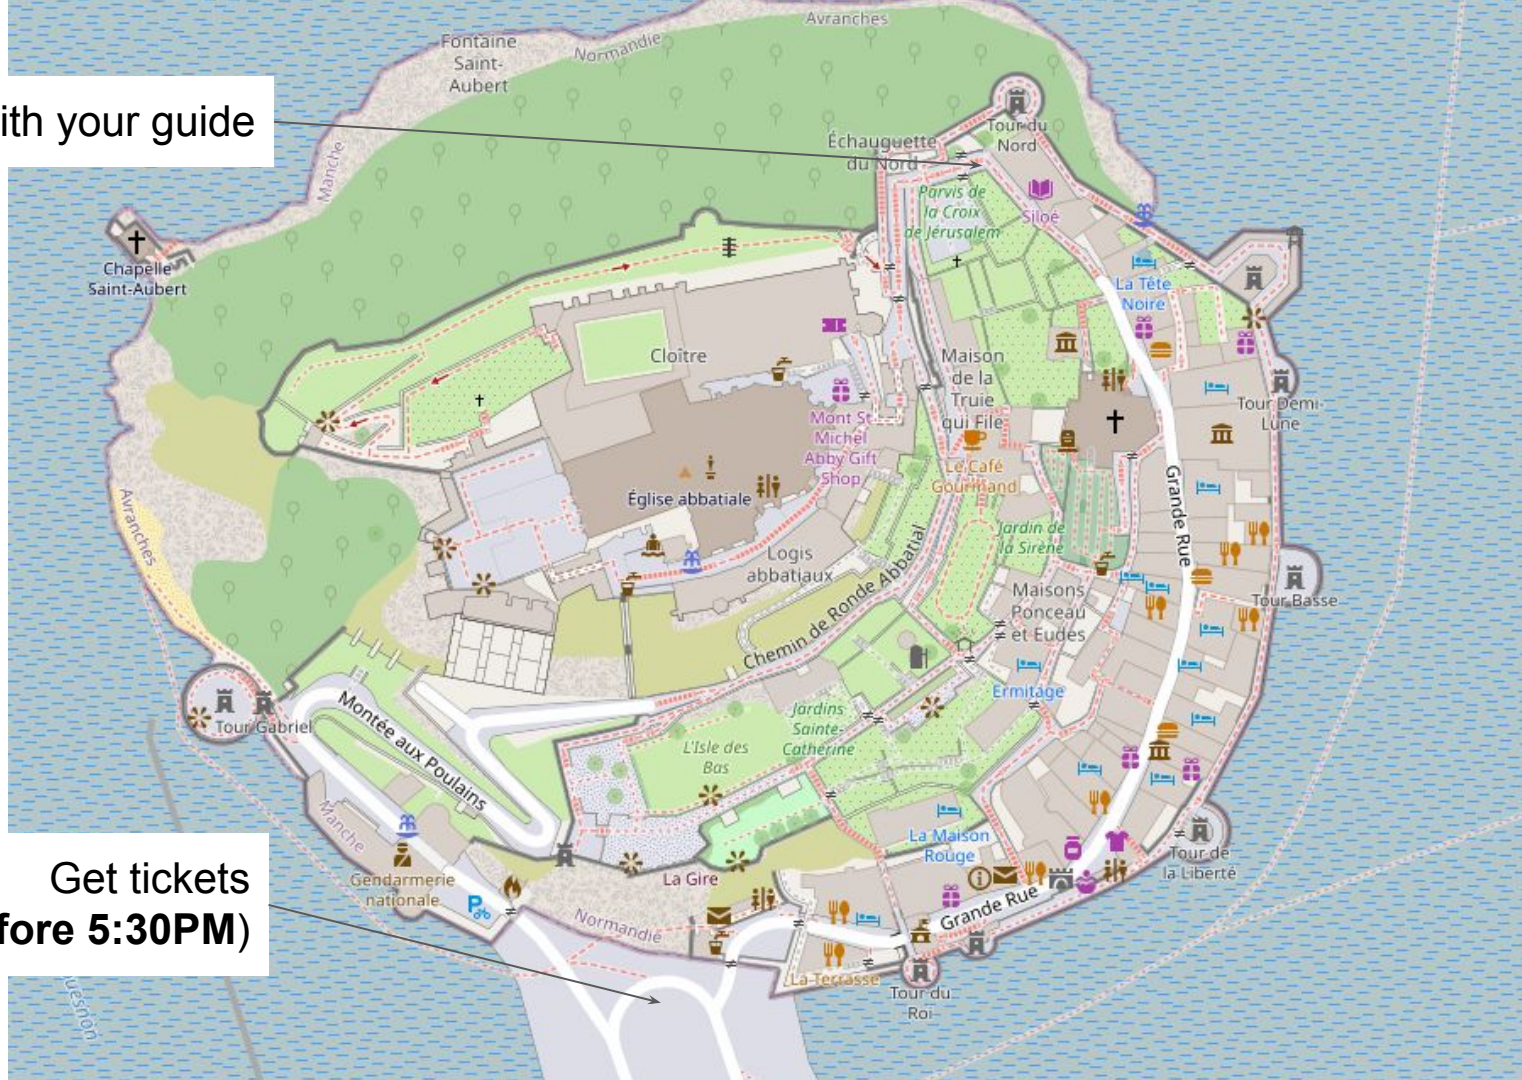 Avranches
Normandie
Fontaine
Saint-
Aubert
ith your guide
Tour du
Nord
Échauguette
du Nord
Manche
Parvis de
la Croix
de Jérusalem
Siloé
Chapelle
Saint-Aubert
La Tête
Noire
Cloître
Maison
de la
Truie
qui File
Mont St
Michel
Abby Gift
Shop
Tour Demi-
Lune
Le Café
Gourmand
Église abbatiale
Grande Rue
Avranches
Jardin de
la Sirène
Logis
abbatiaux
Chemin de Ronde Abbatial
Maisons
Ponceau
et Eudes
Tour Basse
Ermitage
Tour Gabriel
Montée aux Poulains
Jardins
Sainte-
Catherine
L'Isle des
Bas
Manche
La Maison
Rouge
Tour de
la Liberté
Gendarmerie
nationale
La Gire
Get tickets
fore 5:30PM)
P
Normandie
Grande Rue
La Terrasse
Tour du
Roi
uesnon